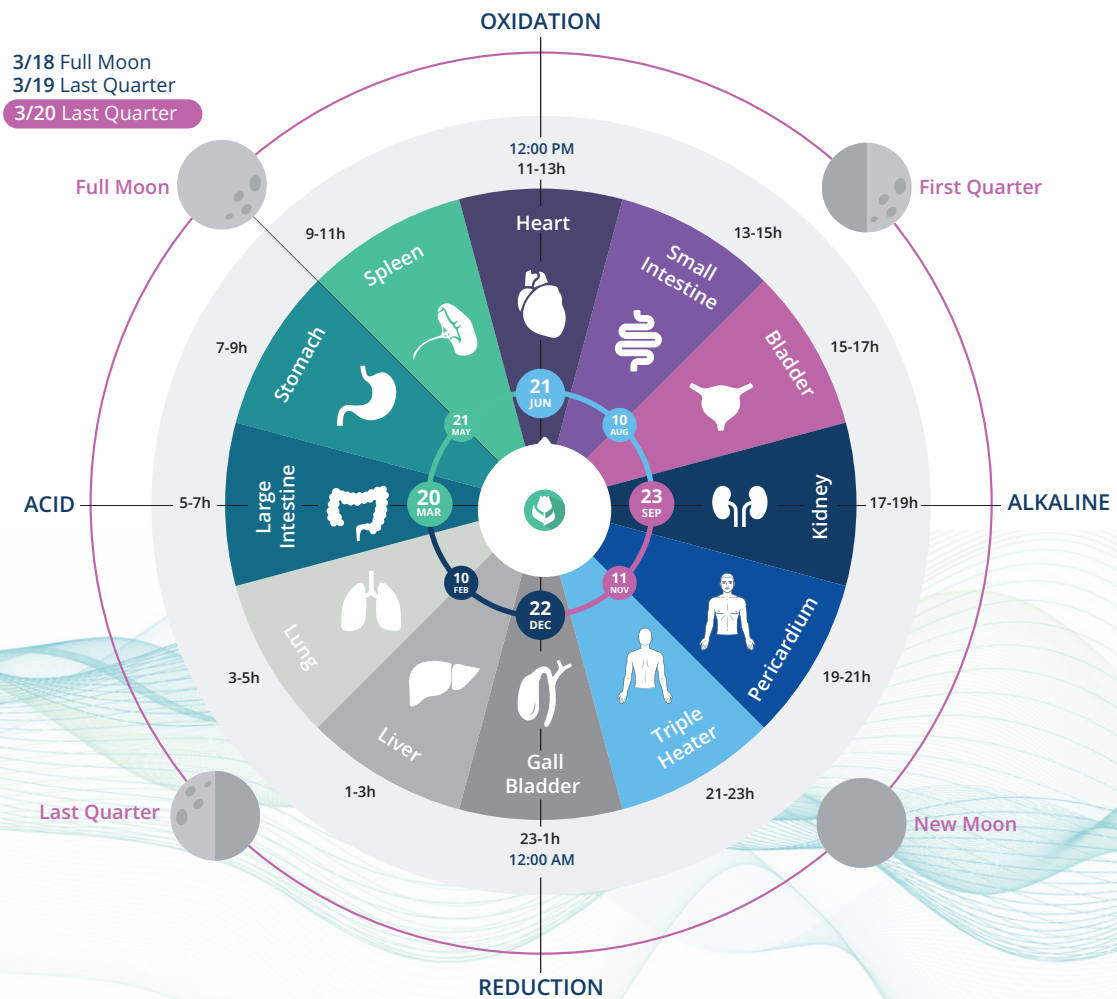 OXIDATION
3/18 Full Moon
3/19 Last Quarter
3/20 Last Quarter
12:00 PM
11-13h
Full Moon
First Quarter
9-11h
13-15h
Heart
Spleen
Small
Intestine
7-9h
15-17h
Stomach
Bladder
21
JUN
21
MAY
10
AUG
ACID
5-7h
Large
Intestine
20
MAR
23
SEP
Kidney
17-19h
ALKALINE
10
FEB
11
NOV
22
DEC
Lung
Pericardium
3-5h
19-21h
Liver
Triple
Heater
Gall
Bladder
1-3h
21-23h
Last Quarter
New Moon
23-1h
12:00 AM
REDUCTION